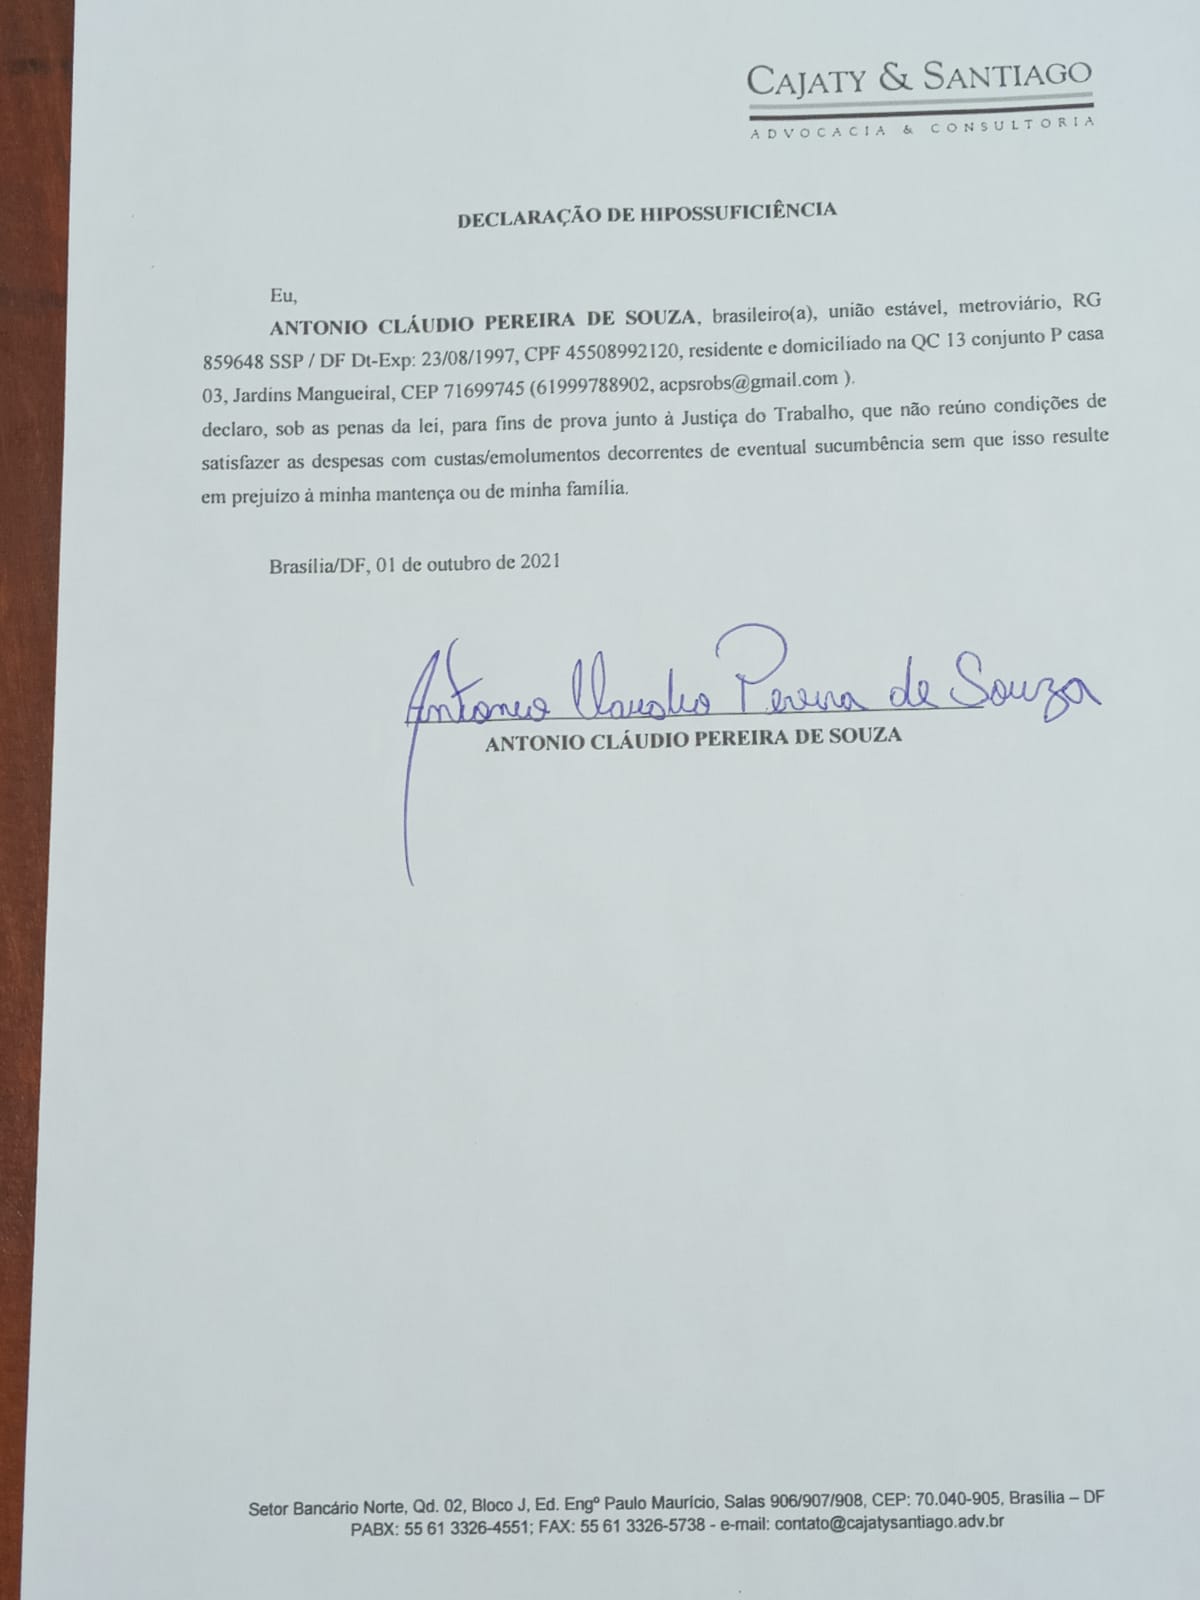 CAJATY & SANTIAGO
ADVOCACIA & CONSULTORIA
DECLARAÇÃO DE HIPOSSUFICIÊNCIA
Eu,
ANTONIO CLÁUDIO PEREIRA DE SOUZA, brasileiro(a), união estável, metroviário, RG
859648 SSP / DF Dt-Exp: 23/08/1997, CPF 45508992120, residente e domiciliado na QC 13 conjunto P casa
03, Jardins Mangueiral, CEP 71699745 (61999788902, acpsrobs@gmail.com ).
declaro, sob as penas da lei, para fins de prova junto à Justiça do Trabalho, que não reúno condições de
satisfazer as despesas com custas/emolumentos decorrentes de eventual sucumbência sem que isso resulte
em prejuízo à minha mantença ou de minha família.
Brasília/DF, 01 de outubro de 2021
Antonio Claudio Pereira de Souza
ANTONIO CLÁUDIO PEREIRA DE SOUZA
Setor Bancário Norte, Qd. 02, Bloco J, Ed. Engº Paulo Maurício, Salas 906/907/908, CEP: 70.040-905, Brasília – DF
PABX: 55 61 3326-4551; FAX: 55 61 3326-5738 - e-mail: contato@cajatysantiago.adv.br